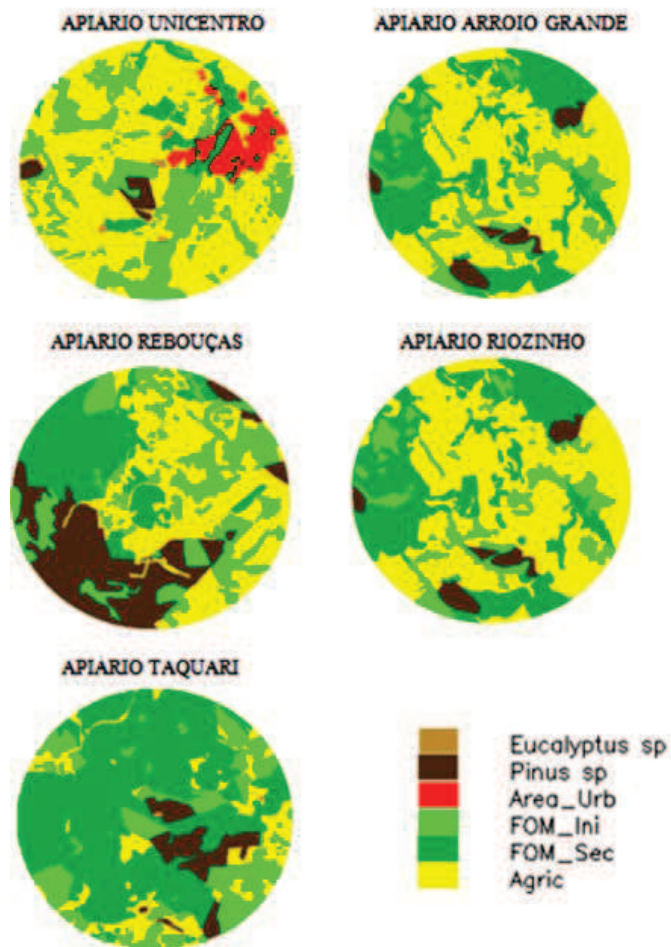 APIARIO UNICENTRO
APIARIO ARROIO GRANDE
APIARIO REBOUÇAS
APIARIO RIOZINHO
APIARIO TAQUARI
Eucalyptus sp
Pinus sp
Area_Urb
FOM_Ini
FOM_Sec
Agric